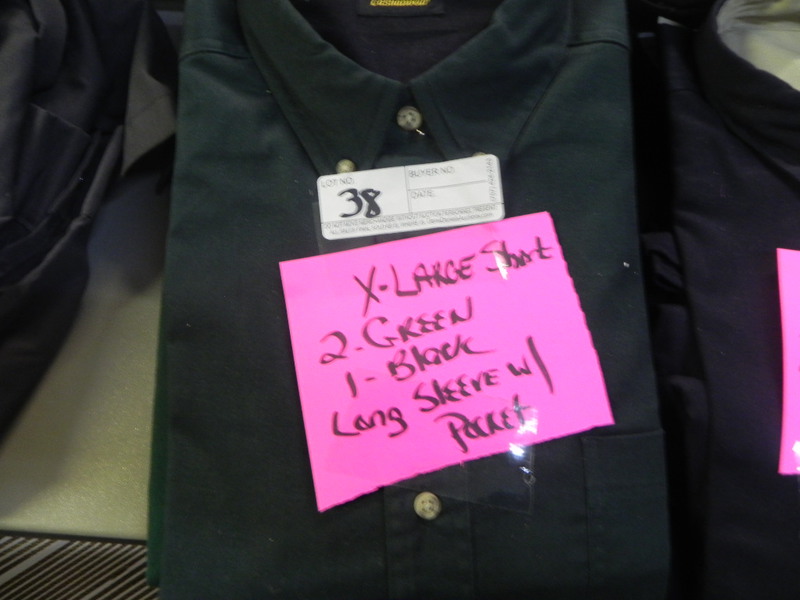 LOT NO.
38
BUYER NO.
DATE
X-LARGE Shirt
2- GREEN
1- Black
Long SLEEVE w/
Pocket